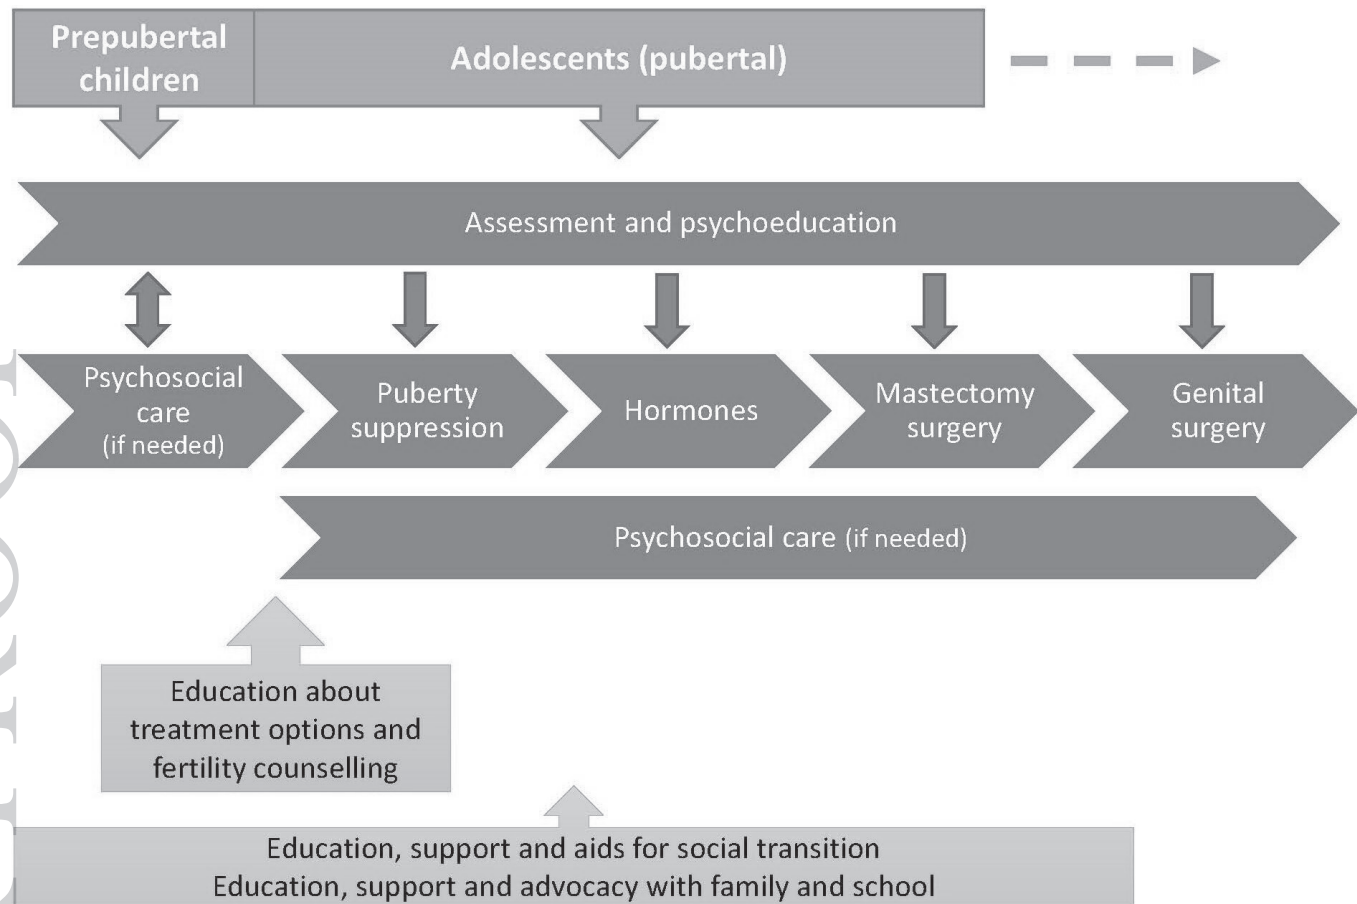 Prepubertal
children
Adolescents (pubertal)
Assessment and psychoeducation
Psychosocial
care
(if needed)
Puberty
suppression
Hormones
Mastectomy
surgery
Genital
surgery
Psychosocial care (if needed)
Education about
treatment options and
fertility counselling
Education, support and aids for social transition
Education, support and advocacy with family and school